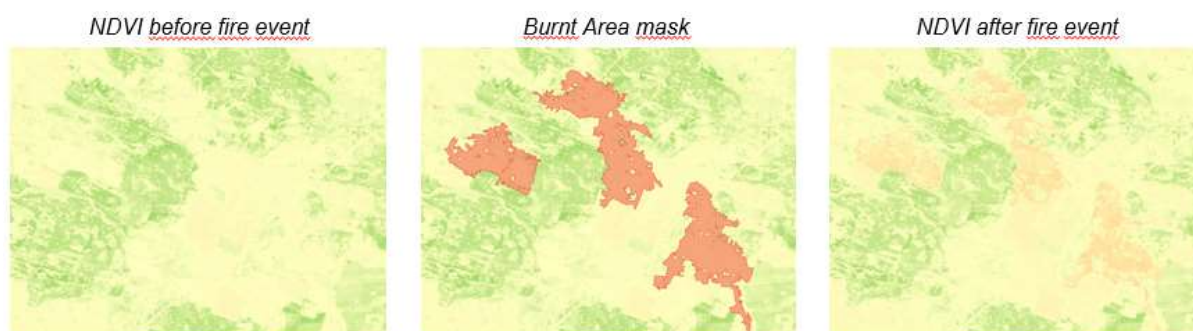 NDVI before fire event
Burnt Area mask
NDVI after fire event